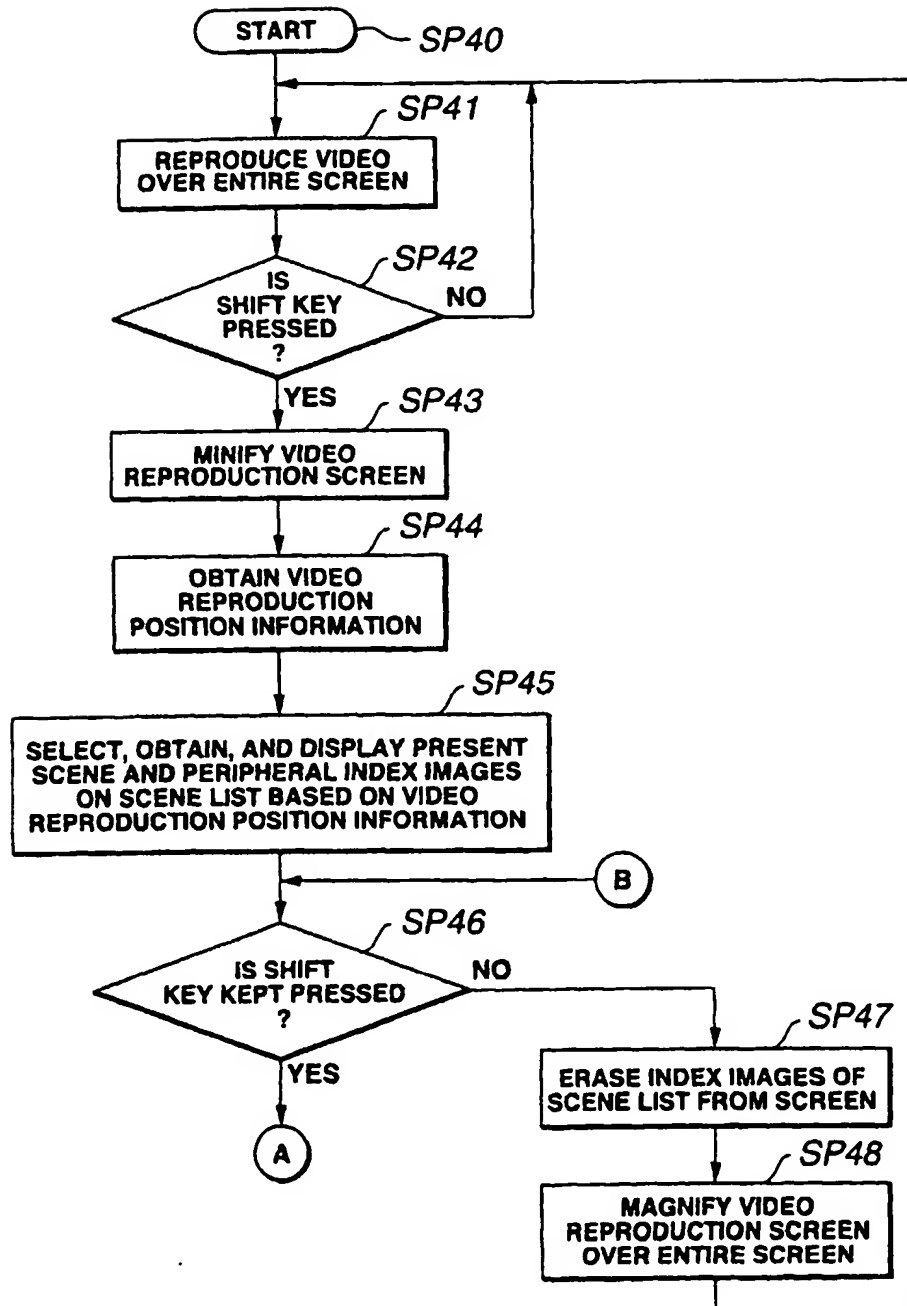 START
SP40
SP41
REPRODUCE VIDEO
OVER ENTIRE SCREEN
SP42
IS
SHIFT KEY
PRESSED
?
NO
YES
SP43
MINIFY VIDEO
REPRODUCTION SCREEN
SP44
OBTAIN VIDEO
REPRODUCTION
POSITION INFORMATION
SP45
SELECT, OBTAIN, AND DISPLAY PRESENT
SCENE AND PERIPHERAL INDEX IMAGES
ON SCENE LIST BASED ON VIDEO
REPRODUCTION POSITION INFORMATION
B
SP46
IS SHIFT
KEY KEPT PRESSED
?
NO
YES
A
SP47
ERASE INDEX IMAGES OF
SCENE LIST FROM SCREEN
SP48
MAGNIFY VIDEO
REPRODUCTION SCREEN
OVER ENTIRE SCREEN